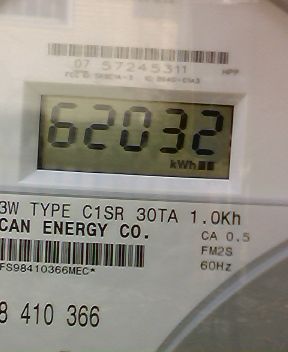 07 57245311 HPP
62032
kWh
3W TYPE C1SR 30TA 1.0Kh
CAN ENERGY CO. CA 0.5
FM2S
FS98410366MEC* 60Hz
8 410 366